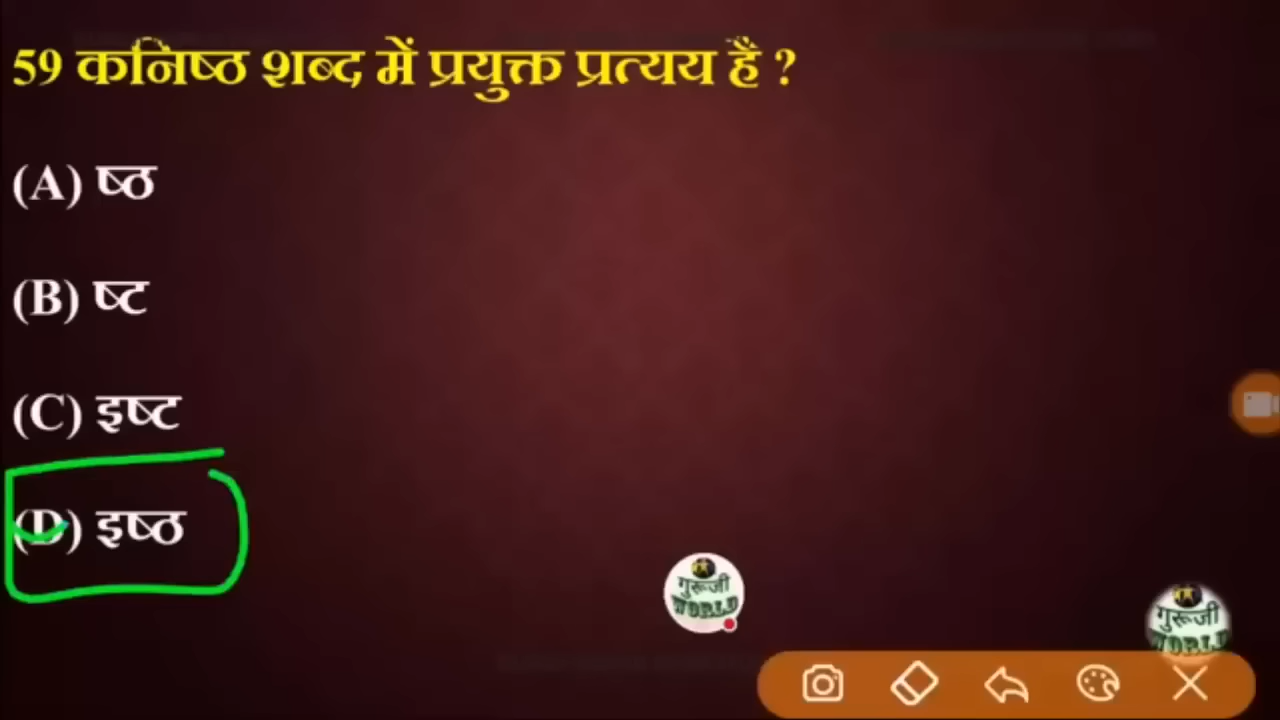 59 कनिष्ठ शब्द में प्रयुक्त प्रत्यय हैं ?
(A) ष्ठ
(B) ष्ट
(C) इष्ट
(D) इष्ठ
गुरूजी
WORLD
गुरूजी
WORLD